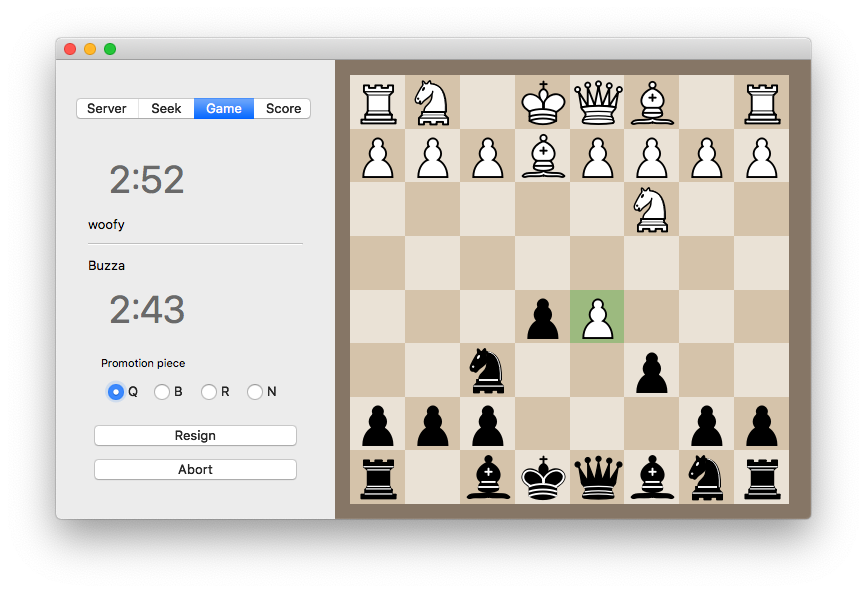 Server Seek Game Score
2:52
woofy
Buzza
2:43
Promotion piece
Q B R N
Resign
Abort